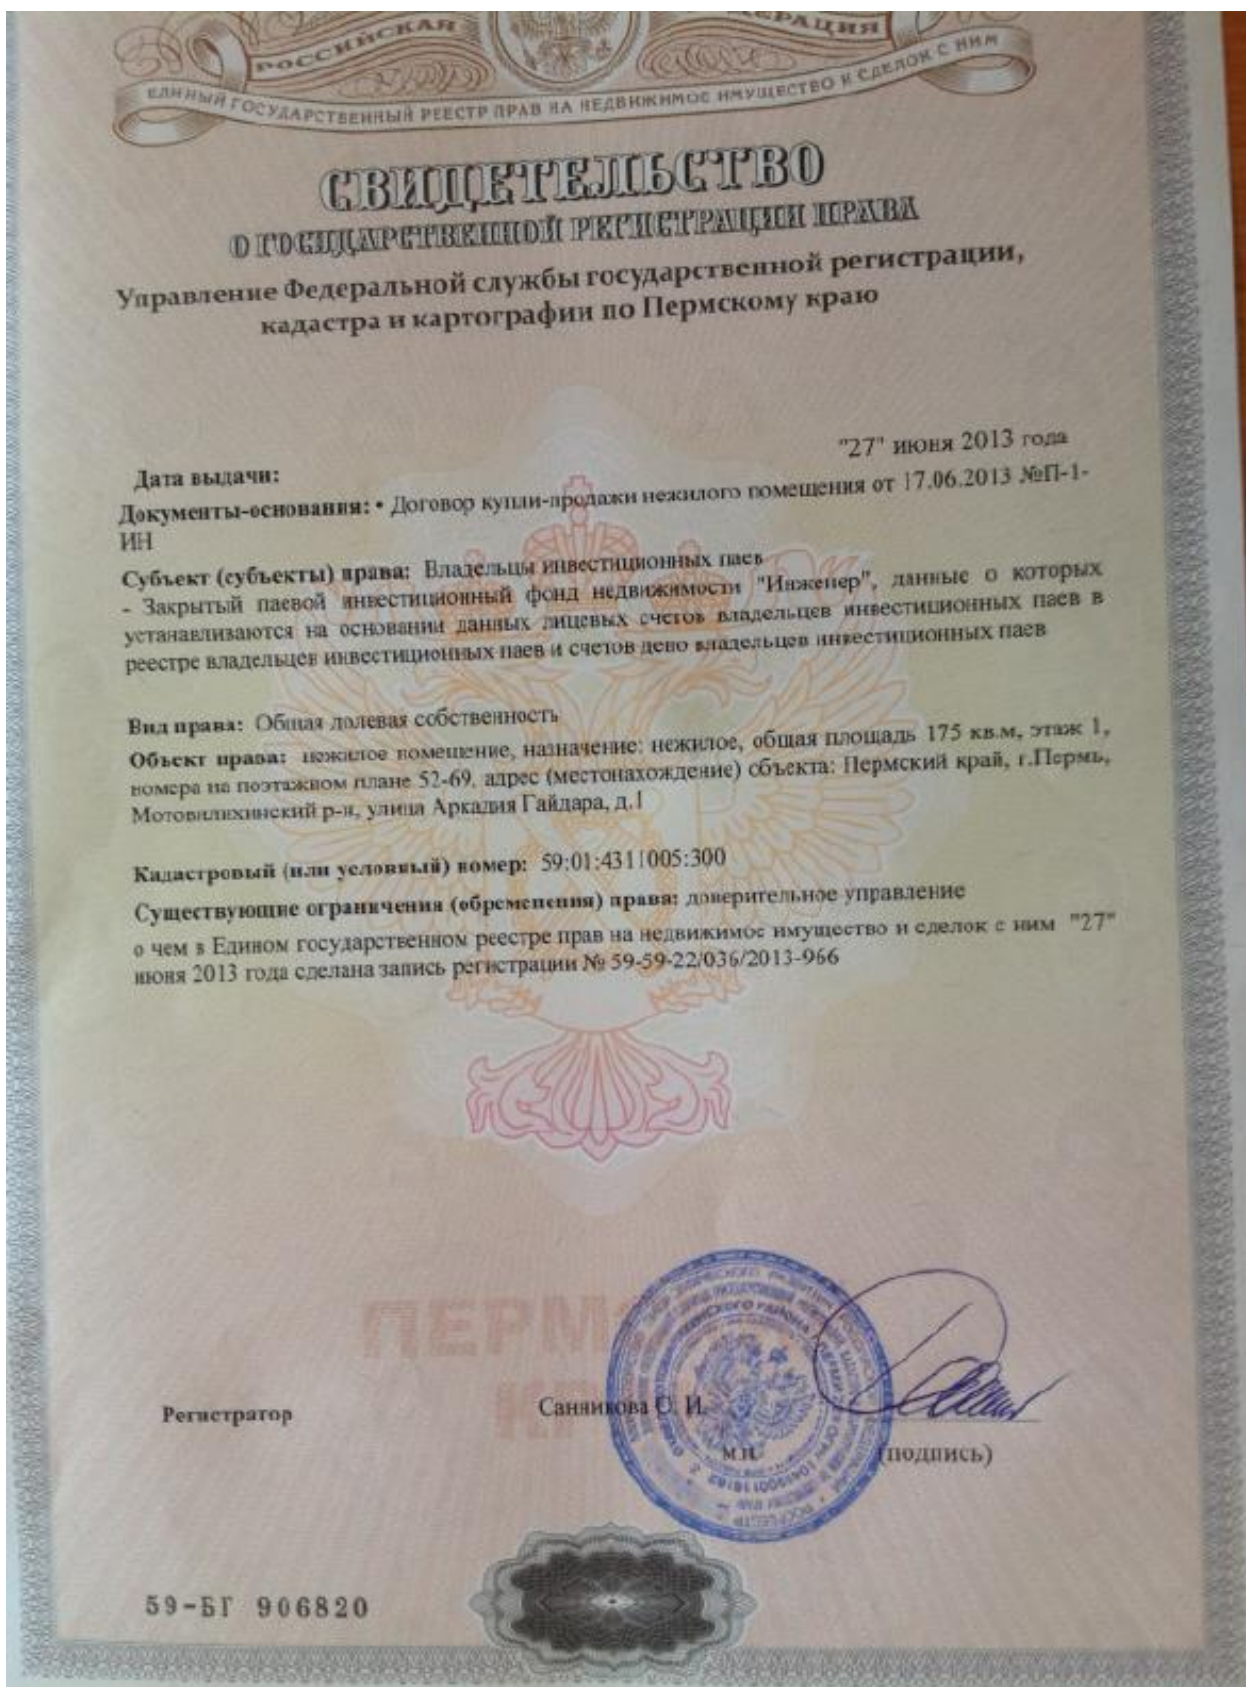 РОССИЙСКАЯ ФЕДЕРАЦИЯ
ЕДИНЫЙ ГОСУДАРСТВЕННЫЙ РЕЕСТР ПРАВ НА НЕДВИЖИМОЕ ИМУЩЕСТВО И СДЕЛОК С НИМ
СВИДЕТЕЛЬСТВО
О ГОСУДАРСТВЕННОЙ РЕГИСТРАЦИИ ПРАВА
Управление Федеральной службы государственной регистрации,
кадастра и картографии по Пермскому краю
"27" июня 2013 года
Дата выдачи:
Документы-основания: • Договор купли-продажи нежилого помещения от 17.06.2013 №П-1-
ИН
Субъект (субъекты) права: Владельцы инвестиционных паев
- Закрытый паевой инвестиционный фонд недвижимости "Инженер", данные о которых
устанавливаются на основании данных лицевых счетов владельцев инвестиционных паев в
реестре владельцев инвестиционных паев и счетов депо владельцев инвестиционных паев
Вид права: Общая долевая собственность
Объект права: нежилое помещение, назначение: нежилое, общая площадь 175 кв.м, этаж 1,
номера на поэтажном плане 52-69, адрес (местонахождение) объекта: Пермский край, г.Пермь,
Мотовилихинский р-н, улица Аркадия Гайдара, д.1
Кадастровый (или условный) номер: 59:01:4311005:300
Существующие ограничения (обременения) права: доверительное управление
о чем в Едином государственном реестре прав на недвижимое имущество и сделок с ним "27"
июня 2013 года сделана запись регистрации № 59-59-22/036/2013-966
ПЕРМСКИЙ
КРАЙ
Регистратор
Санникова О. И.
м.п.
(подпись)
59-БГ 906820